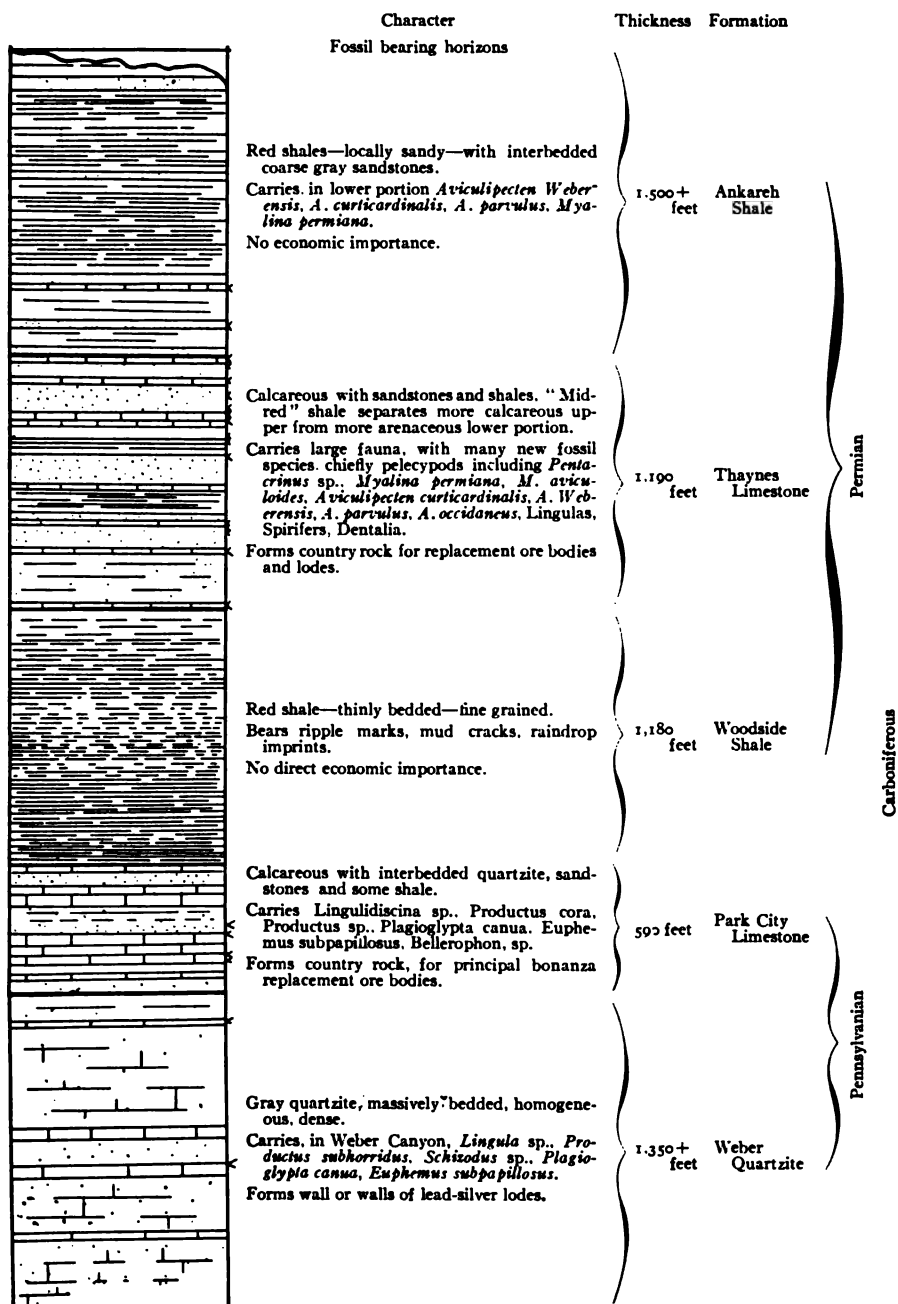 Character
Thickness Formation
Fossil bearing horizons
Red shales—locally sandy—with interbedded
coarse gray sandstones.
Carries. in lower portion Aviculipecten Weber-
ensis, A. curticardinalis, A. parvulus, Mya-
lina permiana.
No economic importance.
1.500+
feet
Ankareh
Shale
Calcareous with sandstones and shales. "Mid-
red" shale separates more calcareous up-
per from more arenaceous lower portion.
Carries large fauna, with many new fossil
species. chiefly pelecypods including Penta-
crinus sp., Myalina permiana, M. avicu-
loides, Aviculipecten curticardinalis, A. Web-
erensis, A. parvulus, A. occidaneus, Lingulas,
Spirifers, Dentalia.
Forms country rock for replacement ore bodies
and lodes.
1.190
feet
Thaynes
Limestone
Permian
Red shale—thinly bedded—fine grained.
Bears ripple marks, mud cracks, raindrop
imprints.
No direct economic importance.
1,180
feet
Woodside
Shale
Carboniferous
Calcareous with interbedded quartzite, sand-
stones and some shale.
Carries Lingulidiscina sp., Productus cora,
Productus sp., Plagioglypta canua. Euphe-
mus subpapillosus, Bellerophon, sp.
Forms country rock, for principal bonanza
replacement ore bodies.
590 feet
Park City
Limestone
Pennsylvanian
Gray quartzite, massively bedded, homogene-
ous, dense.
Carries, in Weber Canyon, Lingula sp., Pro-
ductus subhorridus, Schizodus sp., Plagio-
glypta canua, Euphemus subpapillosus.
Forms wall or walls of lead-silver lodes.
1.350+
feet
Weber
Quartzite